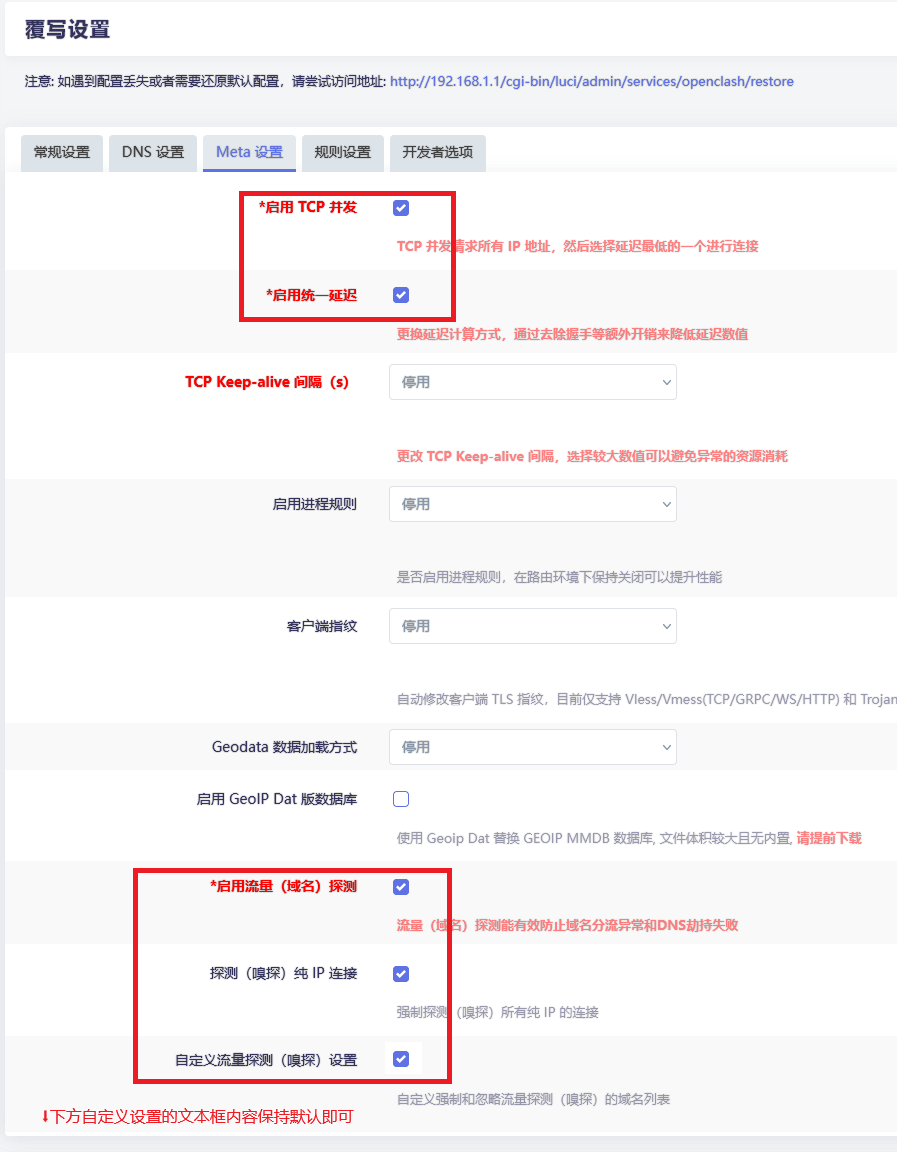 覆写设置
注意: 如遇到配置丢失或者需要还原默认配置，请尝试访问地址: http://192.168.1.1/cgi-bin/luci/admin/services/openclash/restore
常规设置 DNS 设置 Meta 设置 规则设置 开发者选项
*启用 TCP 并发
TCP 并发请求所有 IP 地址，然后选择延迟最低的一个进行连接
*启用统一延迟
更换延迟计算方式，通过去除握手等额外开销来降低延迟数值
TCP Keep-alive 间隔（s） 停用
更改 TCP Keep-alive 间隔，选择较大数值可以避免异常的资源消耗
启用进程规则 停用
是否启用进程规则，在路由环境下保持关闭可以提升性能
客户端指纹 停用
自动修改客户端 TLS 指纹，目前仅支持 Vless/Vmess(TCP/GRPC/WS/HTTP) 和 Trojan
Geodata 数据加载方式 停用
启用 GeoIP Dat 版数据库
使用 Geoip Dat 替换 GEOIP MMDB 数据库, 文件体积较大且无内置, 请提前下载
*启用流量（域名）探测
流量（域名）探测能有效防止域名分流异常和DNS劫持失败
探测（嗅探）纯 IP 连接
强制探测（嗅探）所有纯 IP 的连接
自定义流量探测（嗅探）设置
自定义强制和忽略流量探测（嗅探）的域名列表
⬇下方自定义设置的文本框内容保持默认即可